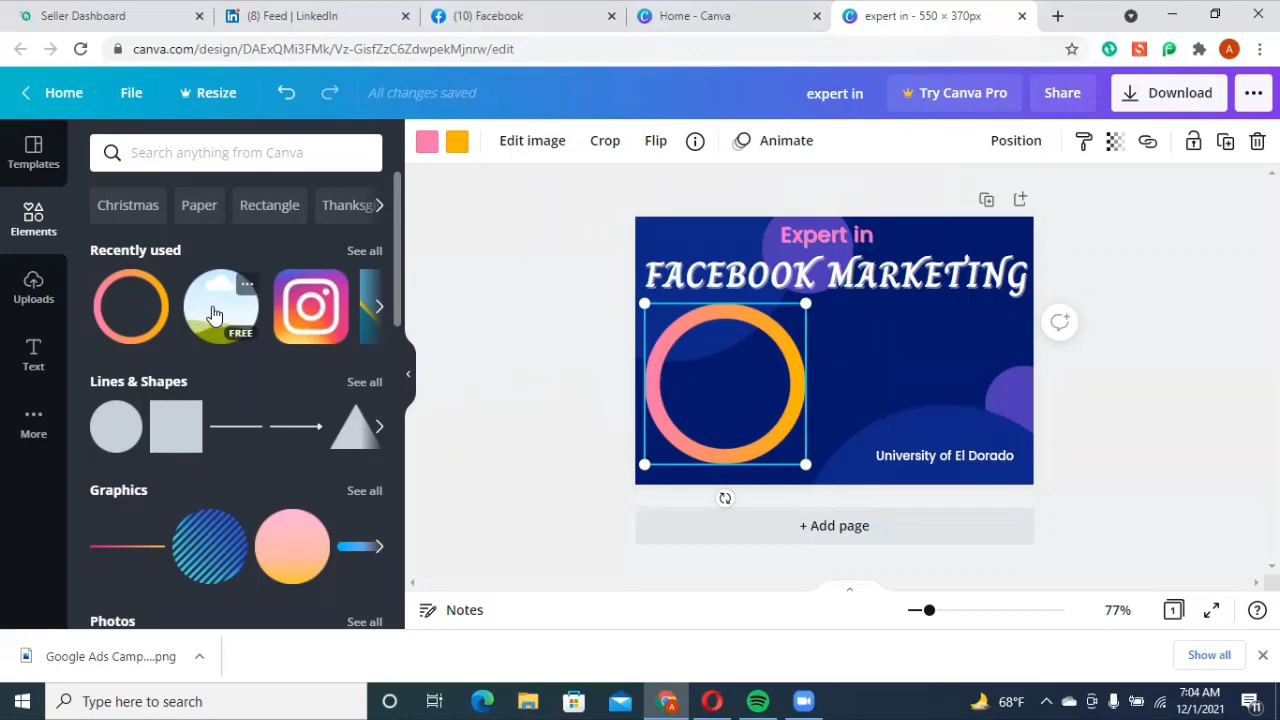 Seller Dashboard
(8) Feed | LinkedIn
(10) Facebook
Home - Canva
expert in - 550 × 370px
canva.com/design/DAExQMi3FMk/Vz-GisfZzC6ZdwpekMjnrw/edit
Home
File
Resize
All changes saved
expert in
Try Canva Pro
Share
Download
Templates
Elements
Uploads
Text
More
Search anything from Canva
Christmas
Paper
Rectangle
Thanksg
Recently used
See all
FREE
Lines & Shapes
See all
Graphics
See all
Photos
See all
Edit image
Crop
Flip
Animate
Position
Expert in
FACEBOOK MARKETING
University of El Dorado
+ Add page
Notes
77%
1
Google Ads Camp....png
Show all
Type here to search
68°F
7:04 AM
12/1/2021